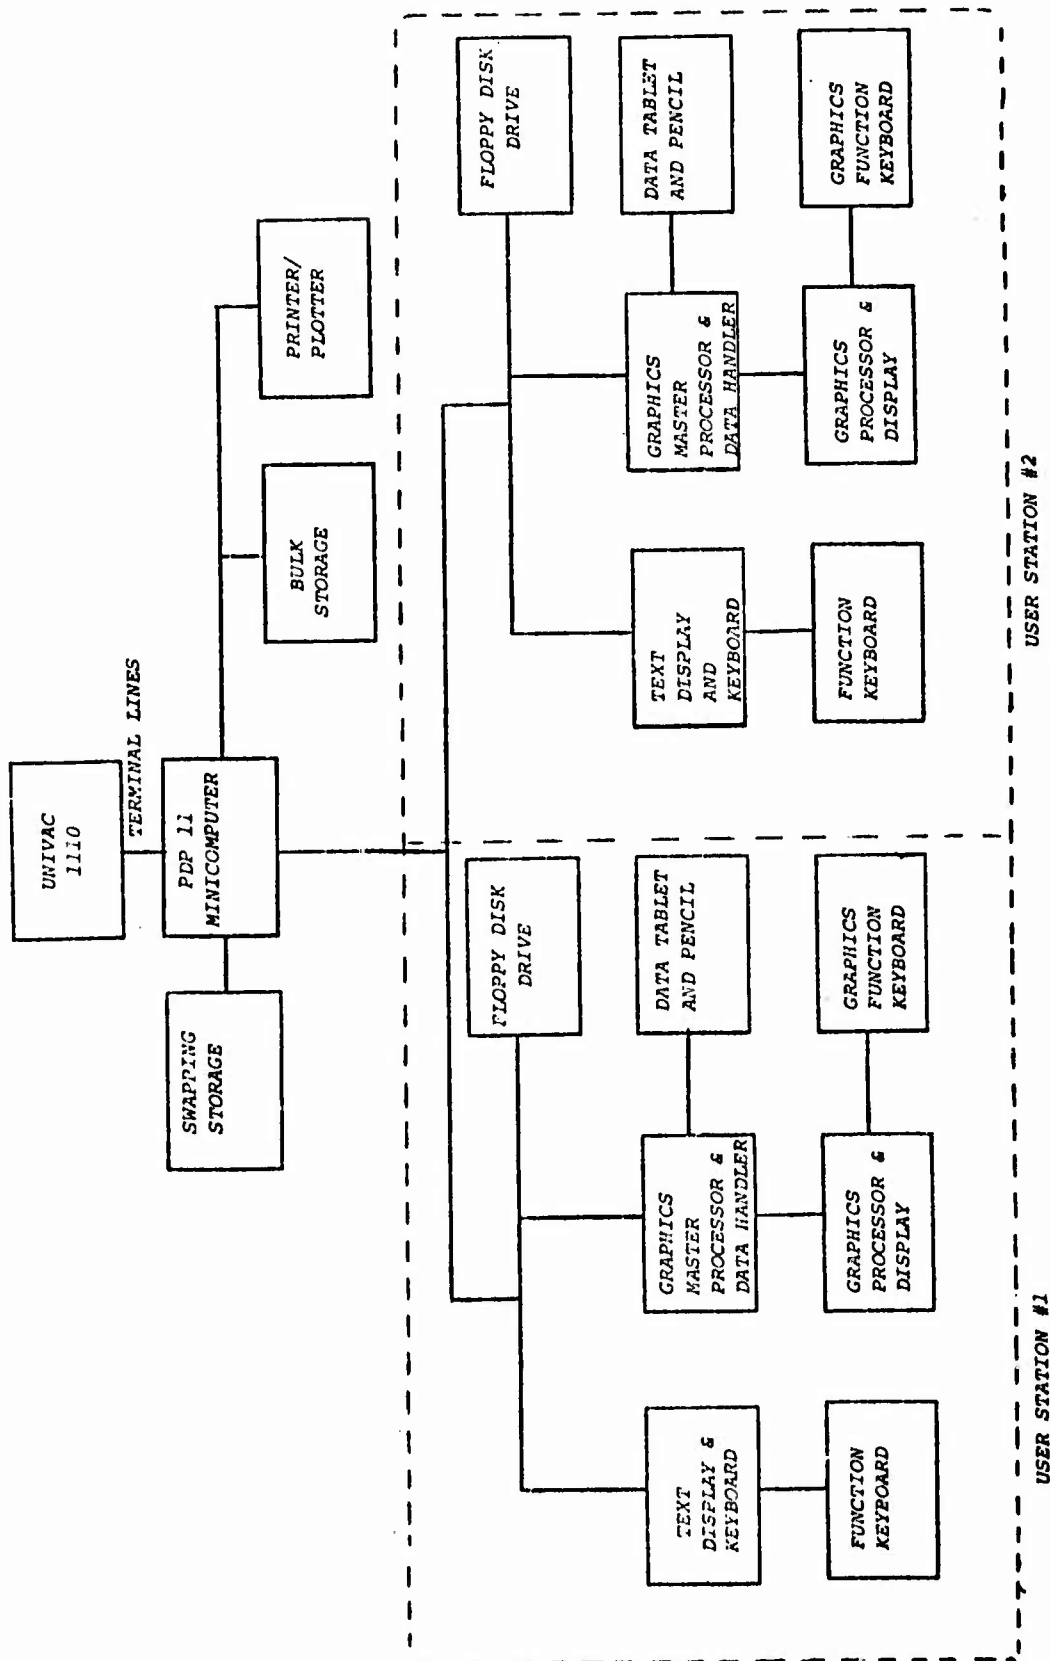 UNIVAC
1110
TERMINAL LINES
SWAPPING
STORAGE
PDP 11
MINICOMPUTER
BULK
STORAGE
PRINTER/
PLOTTER
FLOPPY DISK
DRIVE
TEXT
DISPLAY &
KEYBOARD
GRAPHICS
MASTER
PROCESSOR &
DATA HANDLER
DATA TABLET
AND PENCIL
FUNCTION
KEYBOARD
GRAPHICS
PROCESSOR &
DISPLAY
GRAPHICS
FUNCTION
KEYBOARD
USER STATION #1
FLOPPY DISK
DRIVE
TEXT
DISPLAY
AND
KEYBOARD
GRAPHICS
MASTER
PROCESSOR &
DATA HANDLER
DATA TABLET
AND PENCIL
FUNCTION
KEYBOARD
GRAPHICS
PROCESSOR &
DISPLAY
GRAPHICS
FUNCTION
KEYBOARD
USER STATION #2